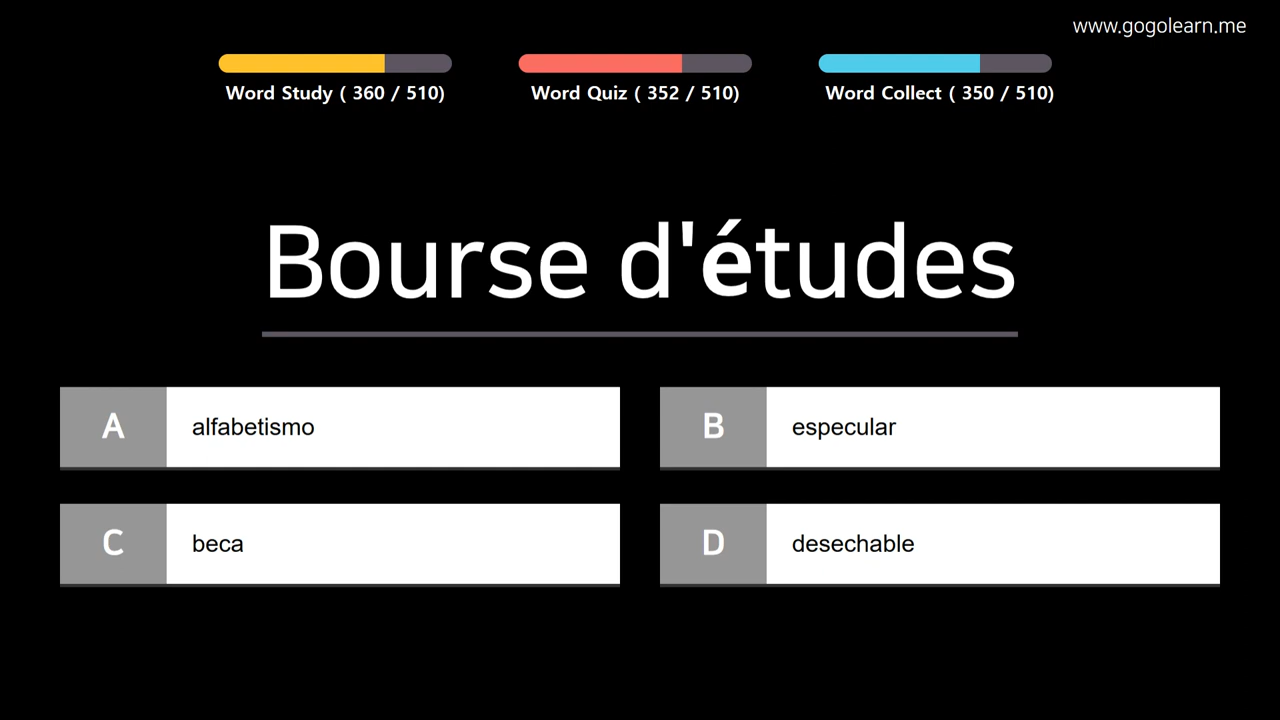 www.gogolearn.me
Word Study ( 360 / 510)
Word Quiz ( 352 / 510)
Word Collect ( 350 / 510)
Bourse d'études
A
alfabetismo
B
especular
C
beca
D
desechable